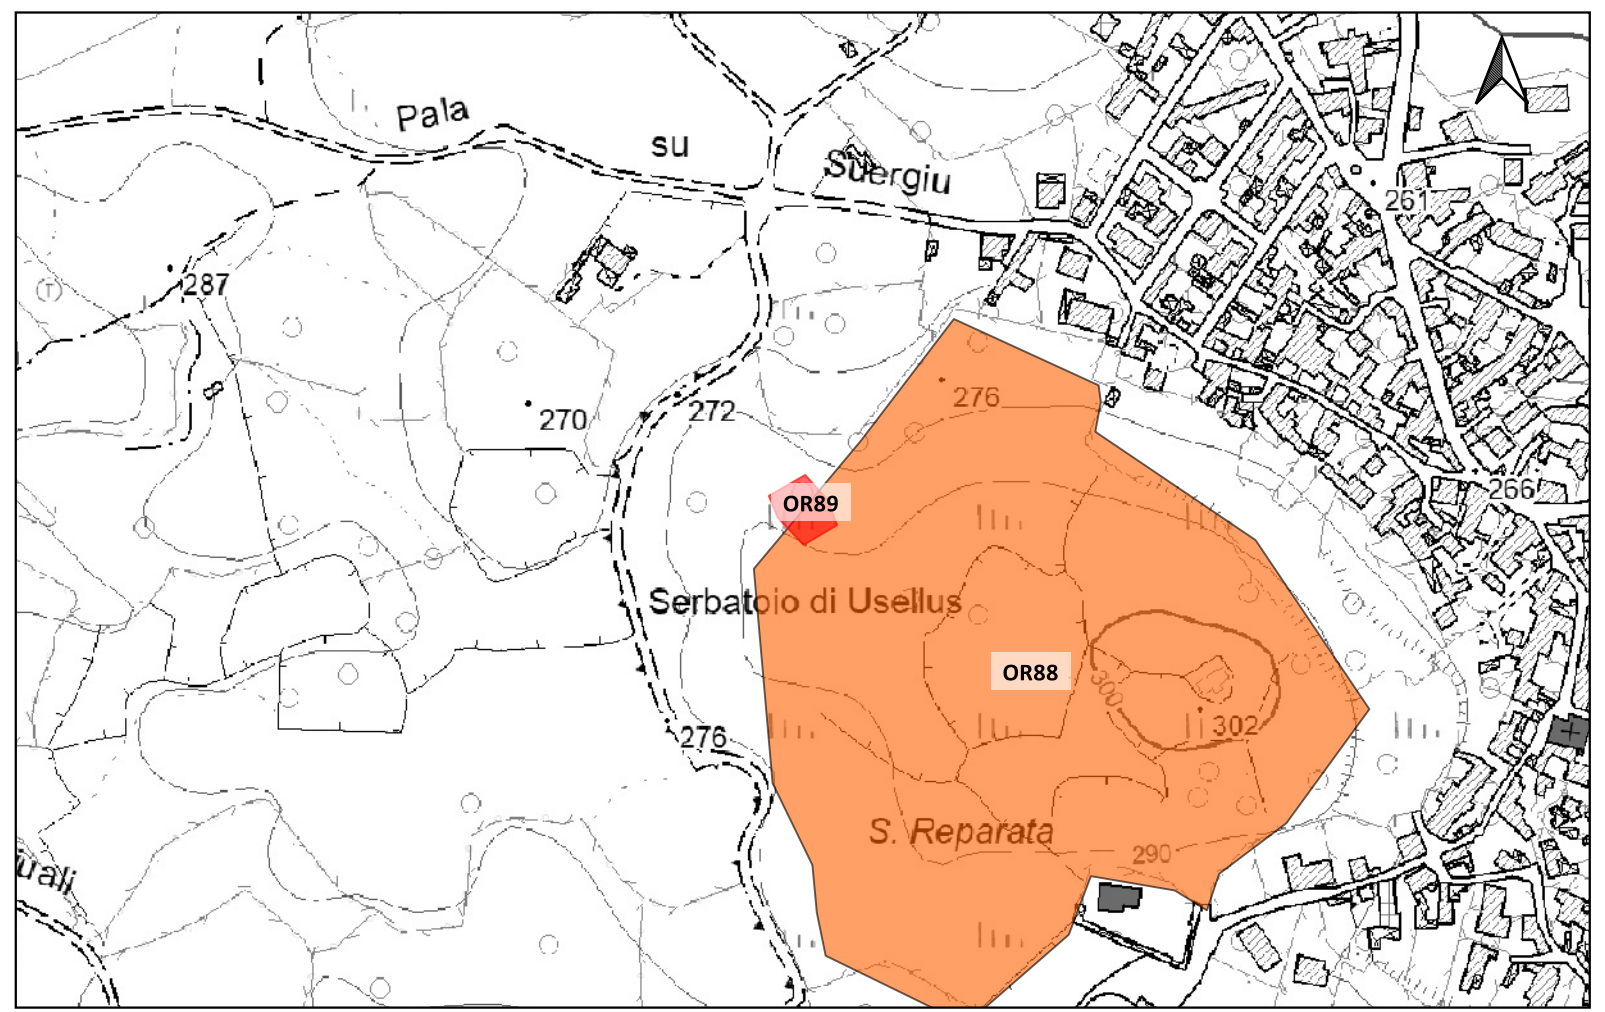 Pala
su
Suergiu
261
287
272
270
276
266
OR89
Serbatoio di Usellus
OR88
300
302
276
S. Reparata
290
uali
T